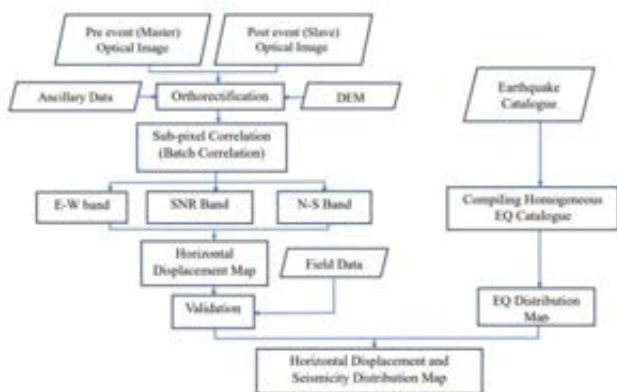 Pre event (Master)
Optical Image
Post event (Slave)
Optical Image
Ancillary Data
Orthorectification
DEM
Sub-pixel Correlation
(Batch Correlation)
E-W band
SNR Band
N-S Band
Horizontal
Displacement Map
Field Data
Validation
Earthquake
Catalogue
Compiling Homogeneous
EQ Catalogue
EQ Distribution
Map
Horizontal Displacement and
Seismicity Distribution Map